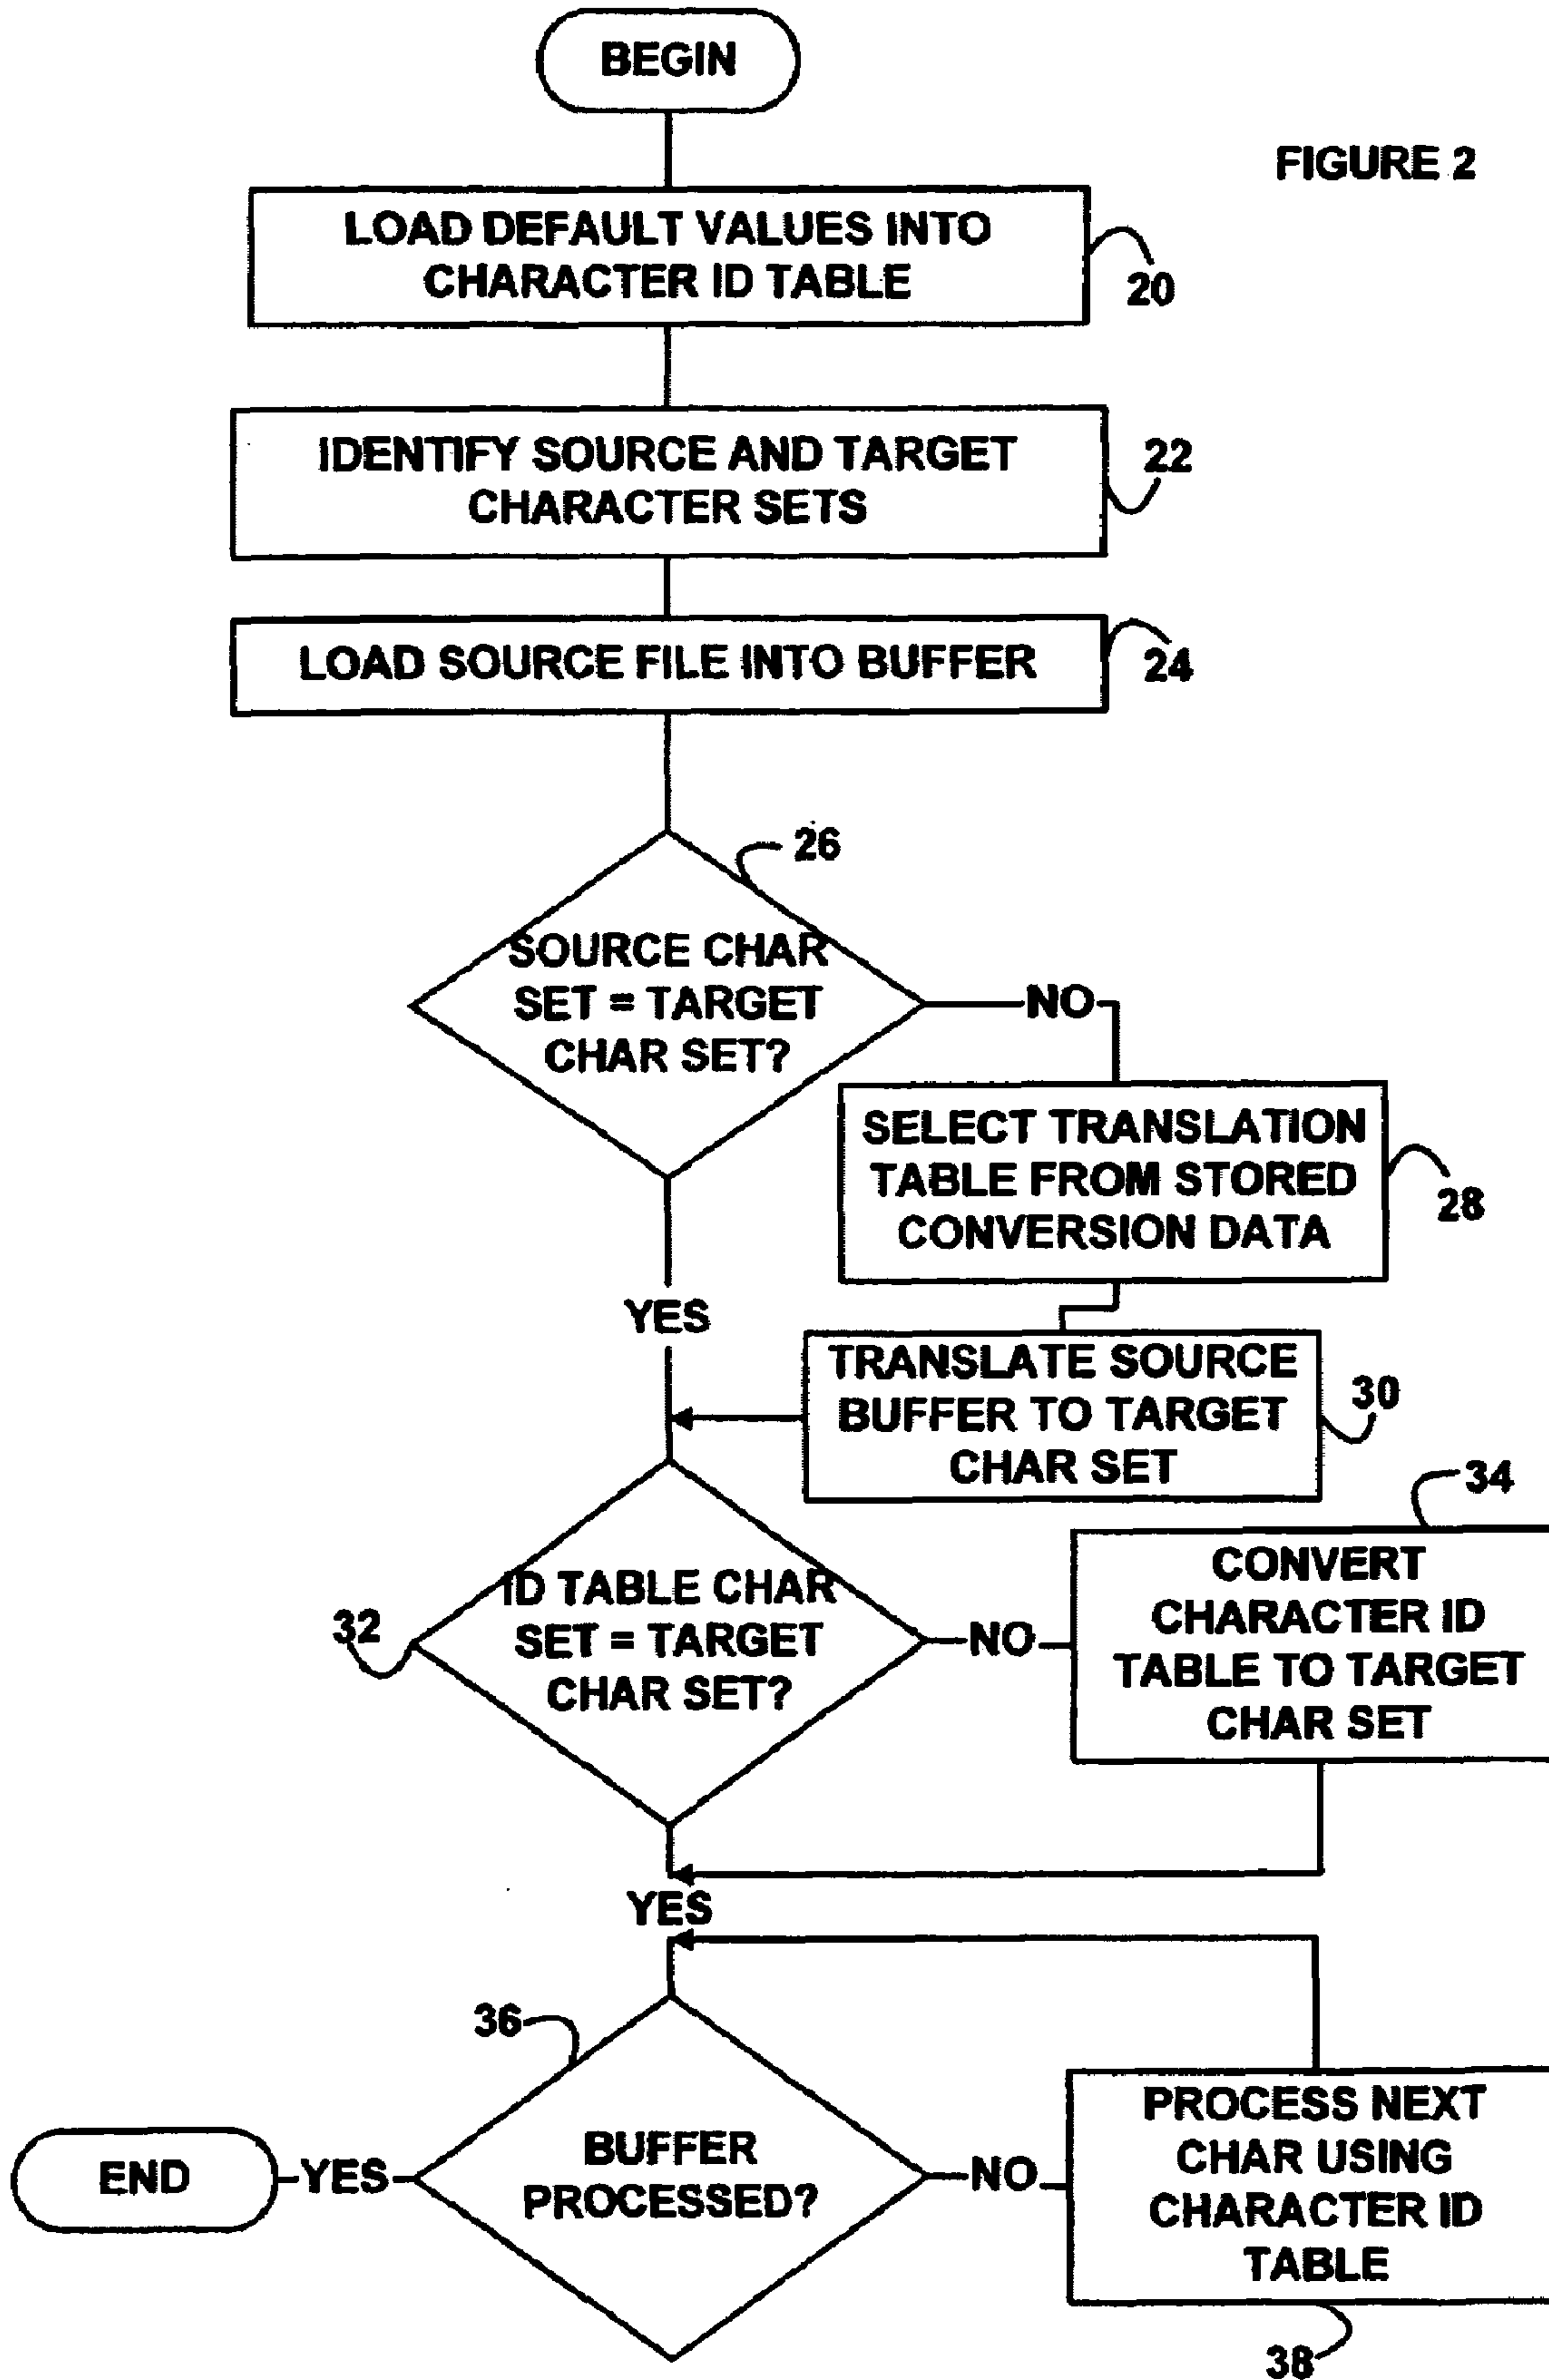 BEGIN
FIGURE 2
LOAD DEFAULT VALUES INTO
CHARACTER ID TABLE
20
IDENTIFY SOURCE AND TARGET
CHARACTER SETS
22
LOAD SOURCE FILE INTO BUFFER
24
26
SOURCE CHAR
SET = TARGET
CHAR SET?
NO
SELECT TRANSLATION
TABLE FROM STORED
CONVERSION DATA
28
YES
TRANSLATE SOURCE
BUFFER TO TARGET
CHAR SET
30
34
32
ID TABLE CHAR
SET = TARGET
CHAR SET?
NO
CONVERT
CHARACTER ID
TABLE TO TARGET
CHAR SET
YES
36
BUFFER
PROCESSED?
END
YES
NO
PROCESS NEXT
CHAR USING
CHARACTER ID
TABLE
38